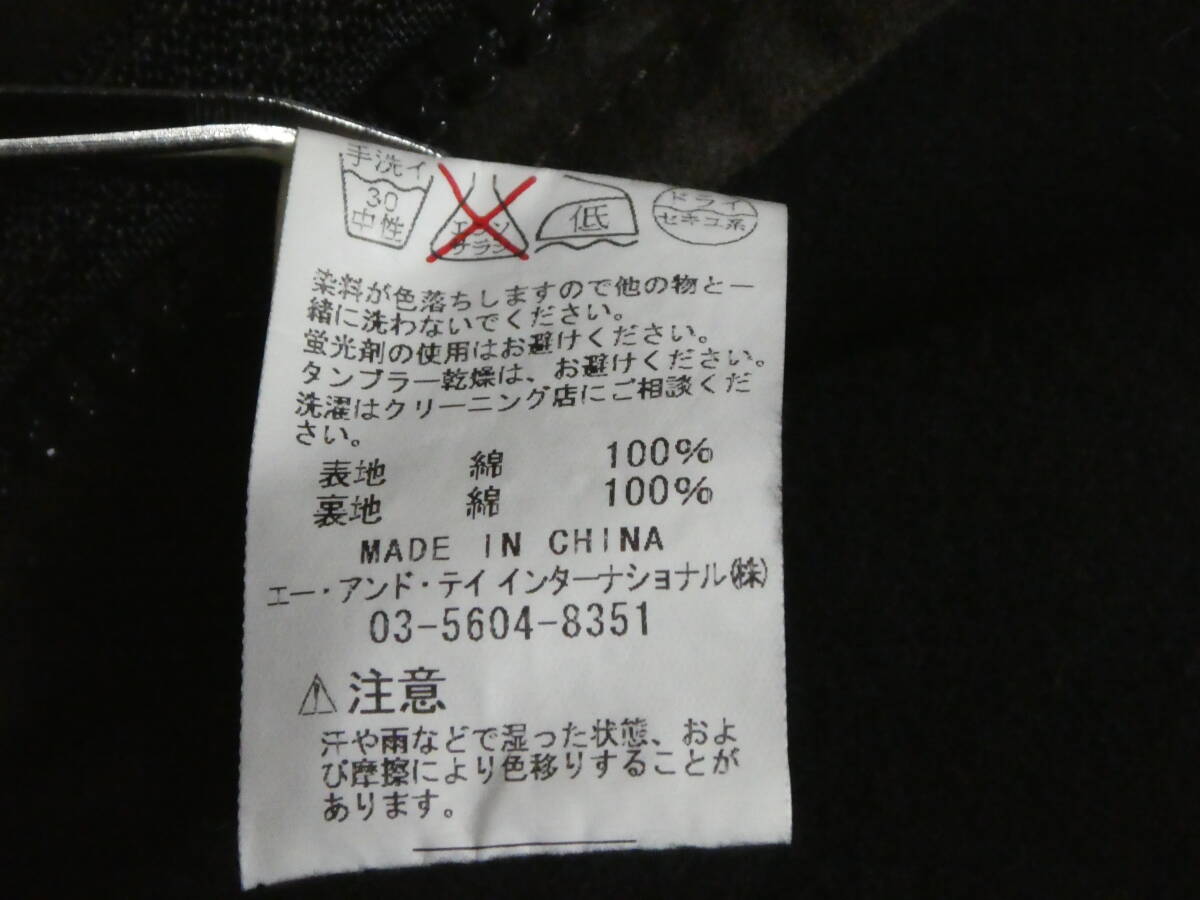 手洗イ
30
中性
エンソ
サラシ
低
ドライ
セキユ系
染料が色落ちしますので他の物と一
緒に洗わないでください。
蛍光剤の使用はお避けください。
タンブラー乾燥は、お避けください。
洗濯はクリーニング店にご相談くだ
さい。
表地 綿 100%
裏地 綿 100%
MADE IN CHINA
エー・アンド・テイ インターナショナル㈱
03-5604-8351
⚠注意
汗や雨などで湿った状態、およ
び摩擦により色移りすることが
あります。